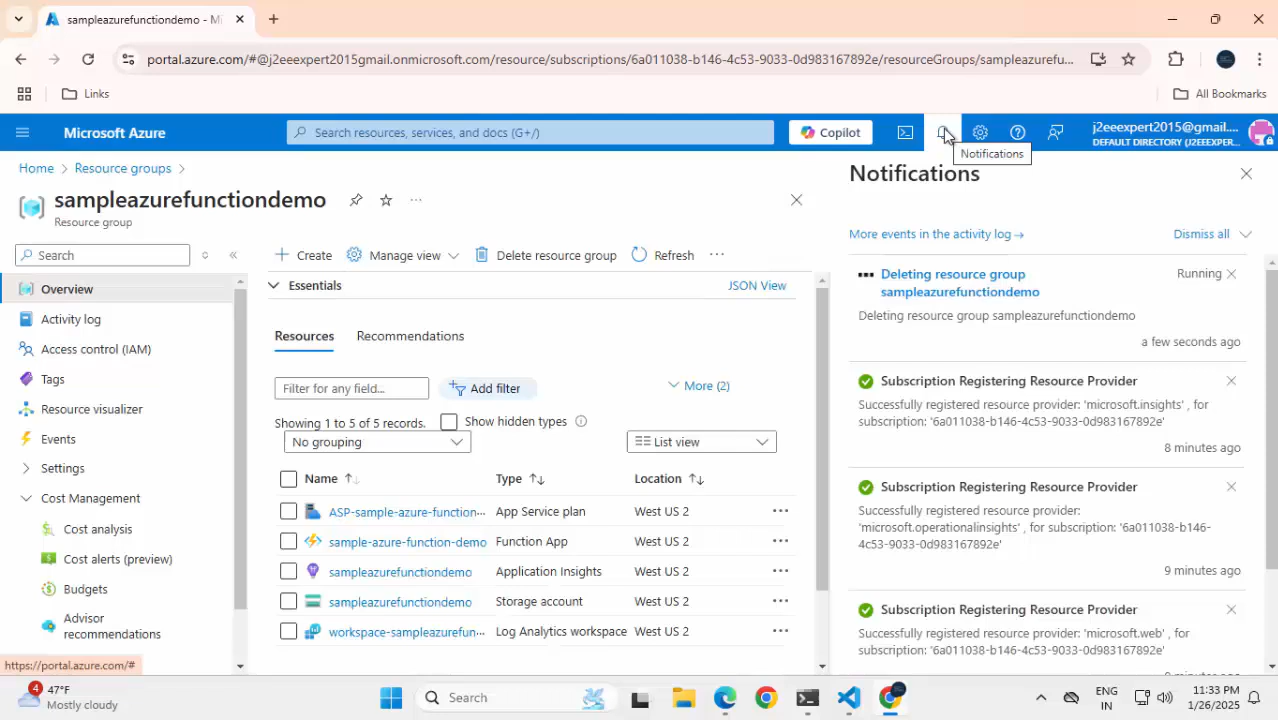 sampleazurefunctiondemo - Mi
portal.azure.com/#@j2eeexpert2015gmail.onmicrosoft.com/resource/subscriptions/6a011038-b146-4c53-9033-0d983167892e/resourceGroups/sampleazurefu...
Links
All Bookmarks
Microsoft Azure
Search resources, services, and docs (G+/)
Copilot
j2eeexpert2015@gmail....
DEFAULT DIRECTORY (J2EEEXPER...
Notifications
Home > Resource groups >
sampleazurefunctiondemo
Resource group
Search
Overview
Activity log
Access control (IAM)
Tags
Resource visualizer
Events
Settings
Cost Management
Cost analysis
Cost alerts (preview)
Budgets
Advisor
recommendations
https://portal.azure.com/#
Create
Manage view
Delete resource group
Refresh
Essentials
JSON View
Resources
Recommendations
Filter for any field...
Add filter
More (2)
Showing 1 to 5 of 5 records.
Show hidden types
No grouping
List view
Name
Type
Location
ASP-sample-azure-function... App Service plan West US 2
sample-azure-function-demo Function App West US 2
sampleazurefunctiondemo Application Insights West US 2
sampleazurefunctiondemo Storage account West US 2
workspace-sampleazurefun... Log Analytics workspace West US 2
Notifications
More events in the activity log →
Dismiss all
Deleting resource group
sampleazurefunctiondemo
Running
Deleting resource group sampleazurefunctiondemo
a few seconds ago
Subscription Registering Resource Provider
Successfully registered resource provider: 'microsoft.insights' , for
subscription: '6a011038-b146-4c53-9033-0d983167892e'
8 minutes ago
Subscription Registering Resource Provider
Successfully registered resource provider:
'microsoft.operationalinsights' , for subscription: '6a011038-b146-
4c53-9033-0d983167892e'
9 minutes ago
Subscription Registering Resource Provider
Successfully registered resource provider: 'microsoft.web' , for
subscription: '6a011038-b146-4c53-9033-0d983167892e'
4
47°F
Mostly cloudy
Search
ENG
IN
11:33 PM
1/26/2025